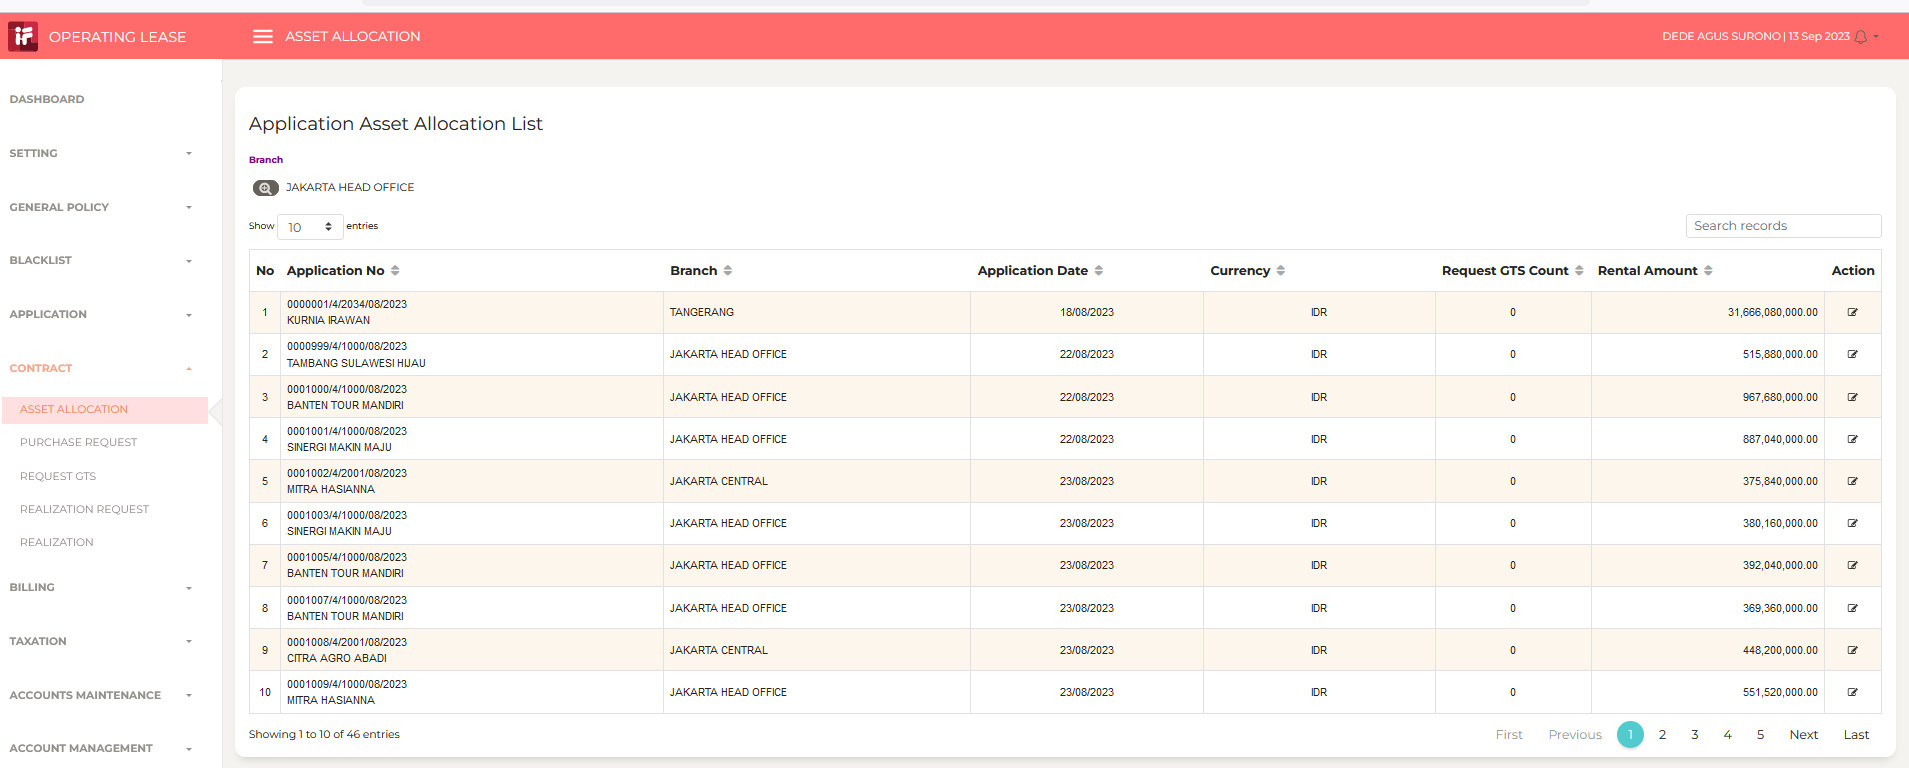 iF OPERATING LEASE
ASSET ALLOCATION
DEDE AGUS SURONO | 13 Sep 2023
DASHBOARD
SETTING
GENERAL POLICY
BLACKLIST
APPLICATION
CONTRACT
ASSET ALLOCATION
PURCHASE REQUEST
REQUEST GTS
REALIZATION REQUEST
REALIZATION
BILLING
TAXATION
ACCOUNTS MAINTENANCE
ACCOUNT MANAGEMENT
Application Asset Allocation List
Branch
JAKARTA HEAD OFFICE
Show 10 entries
Search records
No Application No Branch Application Date Currency Request GTS Count Rental Amount Action
1 0000001/4/2034/08/2023 TANGERANG 18/08/2023 IDR 0 31,666,080,000.00
KURNIA IRAWAN
2 0000999/4/1000/08/2023 JAKARTA HEAD OFFICE 22/08/2023 IDR 0 515,880,000.00
TAMBANG SULAWESI HIJAU
3 0001000/4/1000/08/2023 JAKARTA HEAD OFFICE 22/08/2023 IDR 0 967,680,000.00
BANTEN TOUR MANDIRI
4 0001001/4/1000/08/2023 JAKARTA HEAD OFFICE 22/08/2023 IDR 0 887,040,000.00
SINERGI MAKIN MAJU
5 0001002/4/2001/08/2023 JAKARTA CENTRAL 23/08/2023 IDR 0 375,840,000.00
MITRA HASIANNA
6 0001003/4/1000/08/2023 JAKARTA HEAD OFFICE 23/08/2023 IDR 0 380,160,000.00
SINERGI MAKIN MAJU
7 0001005/4/1000/08/2023 JAKARTA HEAD OFFICE 23/08/2023 IDR 0 392,040,000.00
BANTEN TOUR MANDIRI
8 0001007/4/1000/08/2023 JAKARTA HEAD OFFICE 23/08/2023 IDR 0 369,360,000.00
BANTEN TOUR MANDIRI
9 0001008/4/2001/08/2023 JAKARTA CENTRAL 23/08/2023 IDR 0 448,200,000.00
CITRA AGRO ABADI
10 0001009/4/1000/08/2023 JAKARTA HEAD OFFICE 23/08/2023 IDR 0 551,520,000.00
MITRA HASIANNA
Showing 1 to 10 of 46 entries
First Previous 1 2 3 4 5 Next Last